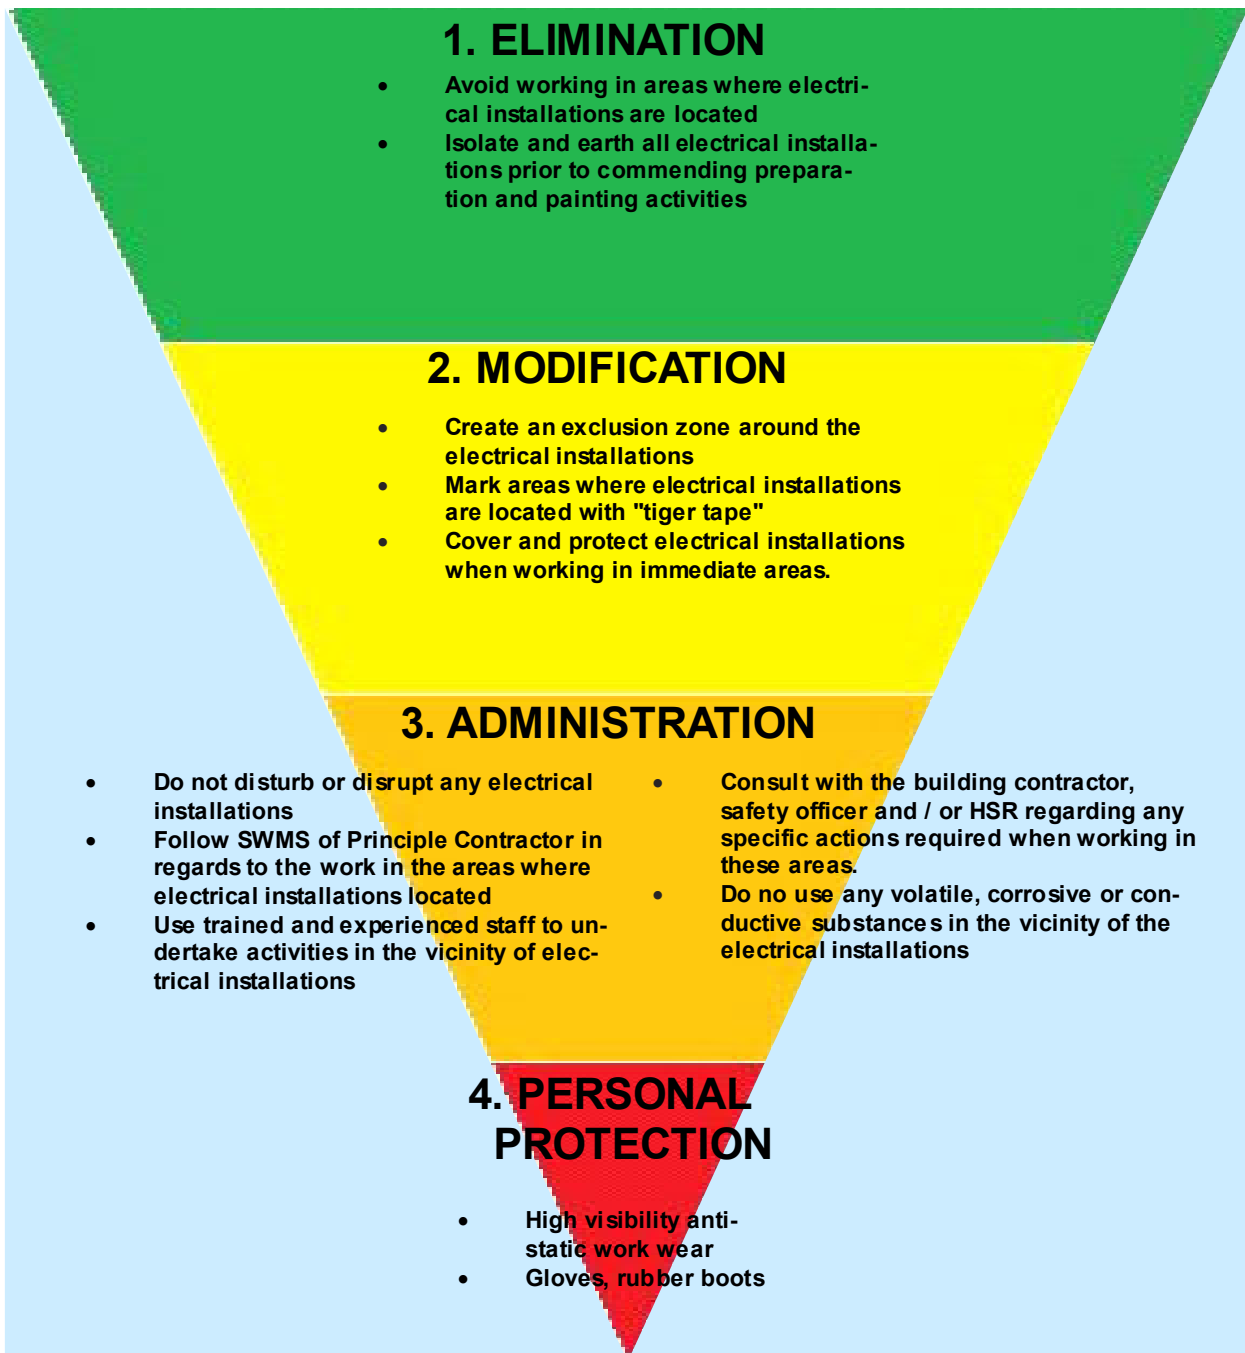 1. ELIMINATION
• Avoid working in areas where electri-
cal installations are located
• Isolate and earth all electrical installa-
tions prior to commending prepara-
tion and painting activities
2. MODIFICATION
• Create an exclusion zone around the
electrical installations
• Mark areas where electrical installations
are located with "tiger tape"
• Cover and protect electrical installations
when working in immediate areas.
3. ADMINISTRATION
• Do not disturb or disrupt any electrical
installations
• Follow SWMS of Principle Contractor in
regards to the work in the areas where
electrical installations located
• Use trained and experienced staff to un-
dertake activities in the vicinity of elec-
trical installations
• Consult with the building contractor,
safety officer and / or HSR regarding any
specific actions required when working in
these areas.
• Do no use any volatile, corrosive or con-
ductive substances in the vicinity of the
electrical installations
4. PERSONAL
PROTECTION
• High visibility anti-
static work wear
• Gloves, rubber boots